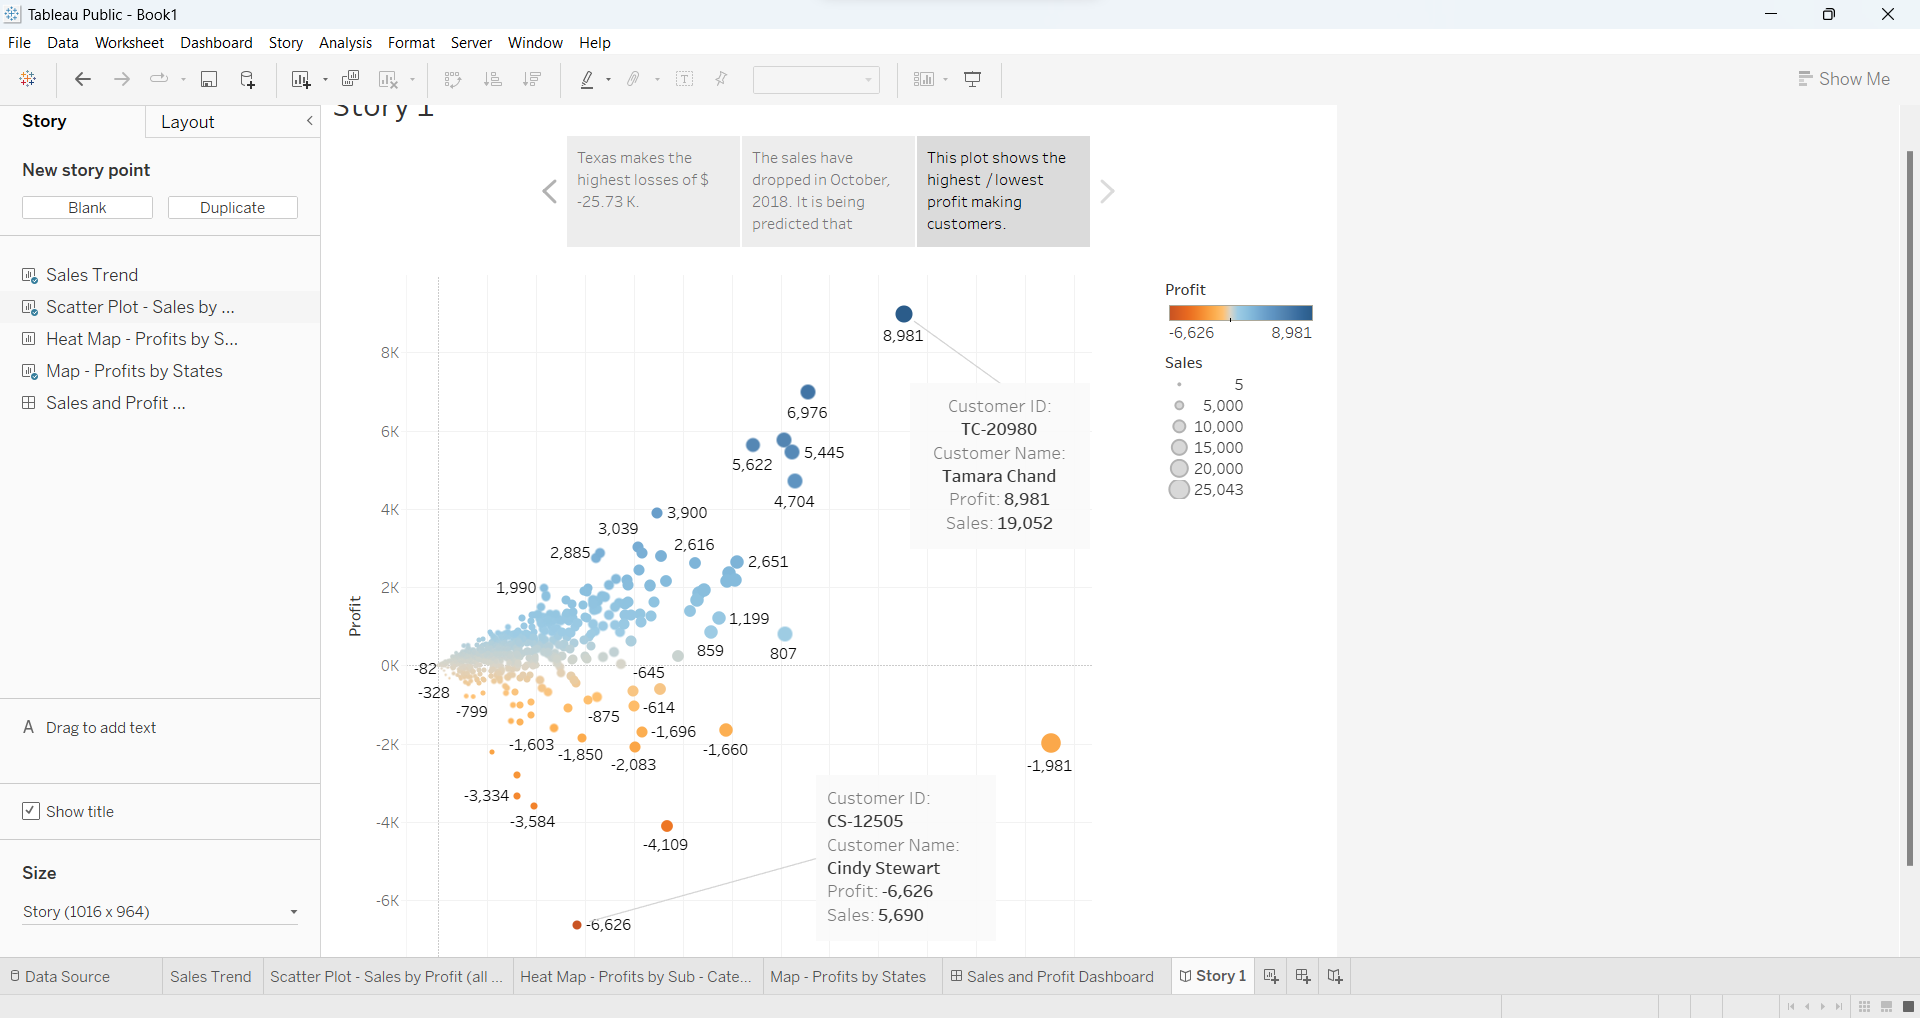 Tableau Public - Book1
File Data Worksheet Dashboard Story Analysis Format Server Window Help
Show Me
Story
Layout
New story point
Blank
Duplicate
Sales Trend
Scatter Plot - Sales by ...
Heat Map - Profits by S...
Map - Profits by States
Sales and Profit ...
A Drag to add text
Show title
Size
Story (1016 x 964)
Story 1
Texas makes the
highest losses of $
-25.73 K.
The sales have
dropped in October,
2018. It is being
predicted that
This plot shows the
highest / lowest
profit making
customers.
Profit
8K
6K
4K
2K
0K
-2K
-4K
-6K
8,981
6,976
5,622
5,445
4,704
3,900
3,039
2,885
2,616
2,651
1,990
1,199
859
807
-82
-328
-645
-799
-875
-614
-1,603
-1,696
-1,850
-1,660
-2,083
-1,981
-3,334
-3,584
-4,109
-6,626
Customer ID:
TC-20980
Customer Name:
Tamara Chand
Profit: 8,981
Sales: 19,052
Customer ID:
CS-12505
Customer Name:
Cindy Stewart
Profit: -6,626
Sales: 5,690
Profit
-6,626 8,981
Sales
5
5,000
10,000
15,000
20,000
25,043
Data Source
Sales Trend
Scatter Plot - Sales by Profit (all ...
Heat Map - Profits by Sub - Cate...
Map - Profits by States
Sales and Profit Dashboard
Story 1